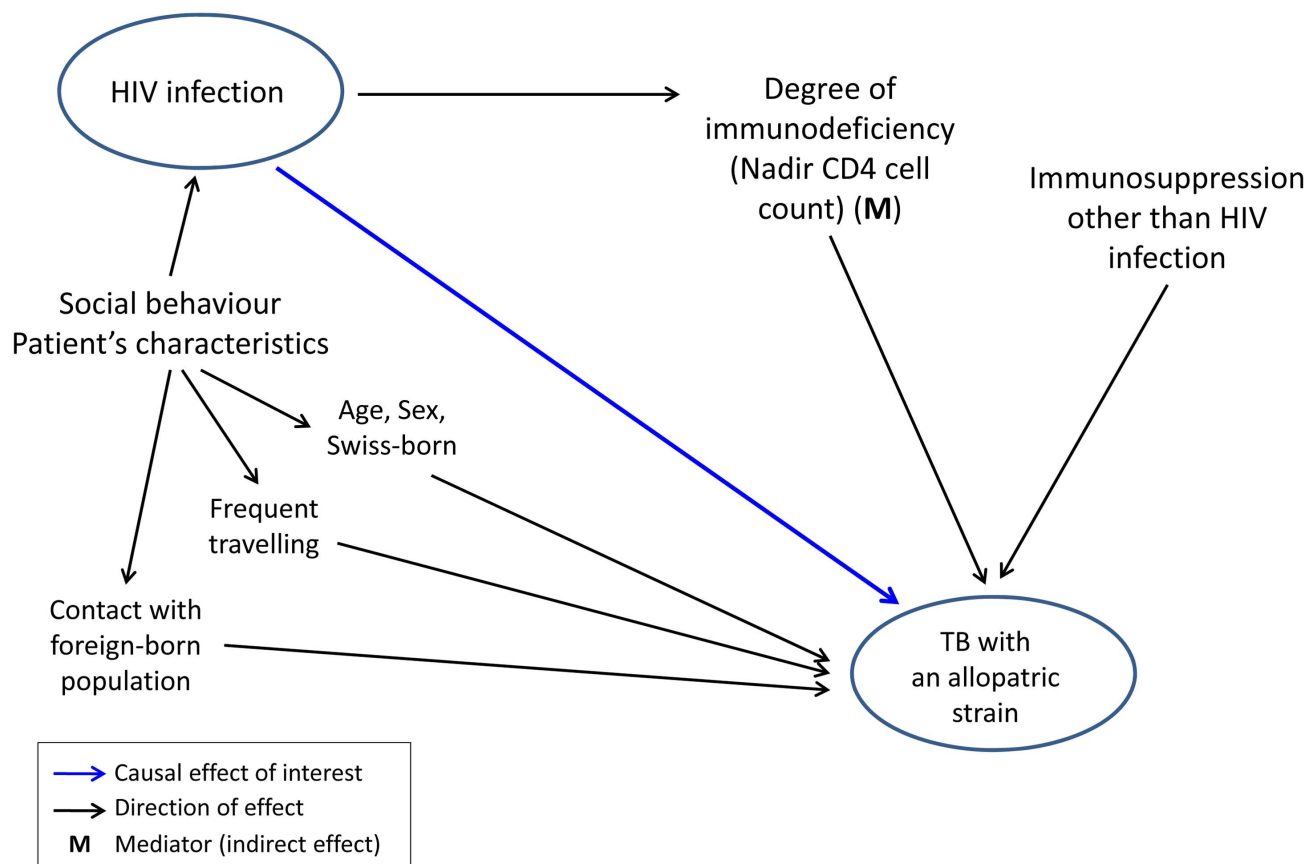 HIV infection
Degree of
immunodeficiency
(Nadir CD4 cell
count) (M)
Immunosuppression
other than HIV
infection
Social behaviour
Patient’s characteristics
Age, Sex,
Swiss-born
Frequent
travelling
Contact with
foreign-born
population
TB with
an allopatric
strain
Causal effect of interest
Direction of effect
M Mediator (indirect effect)